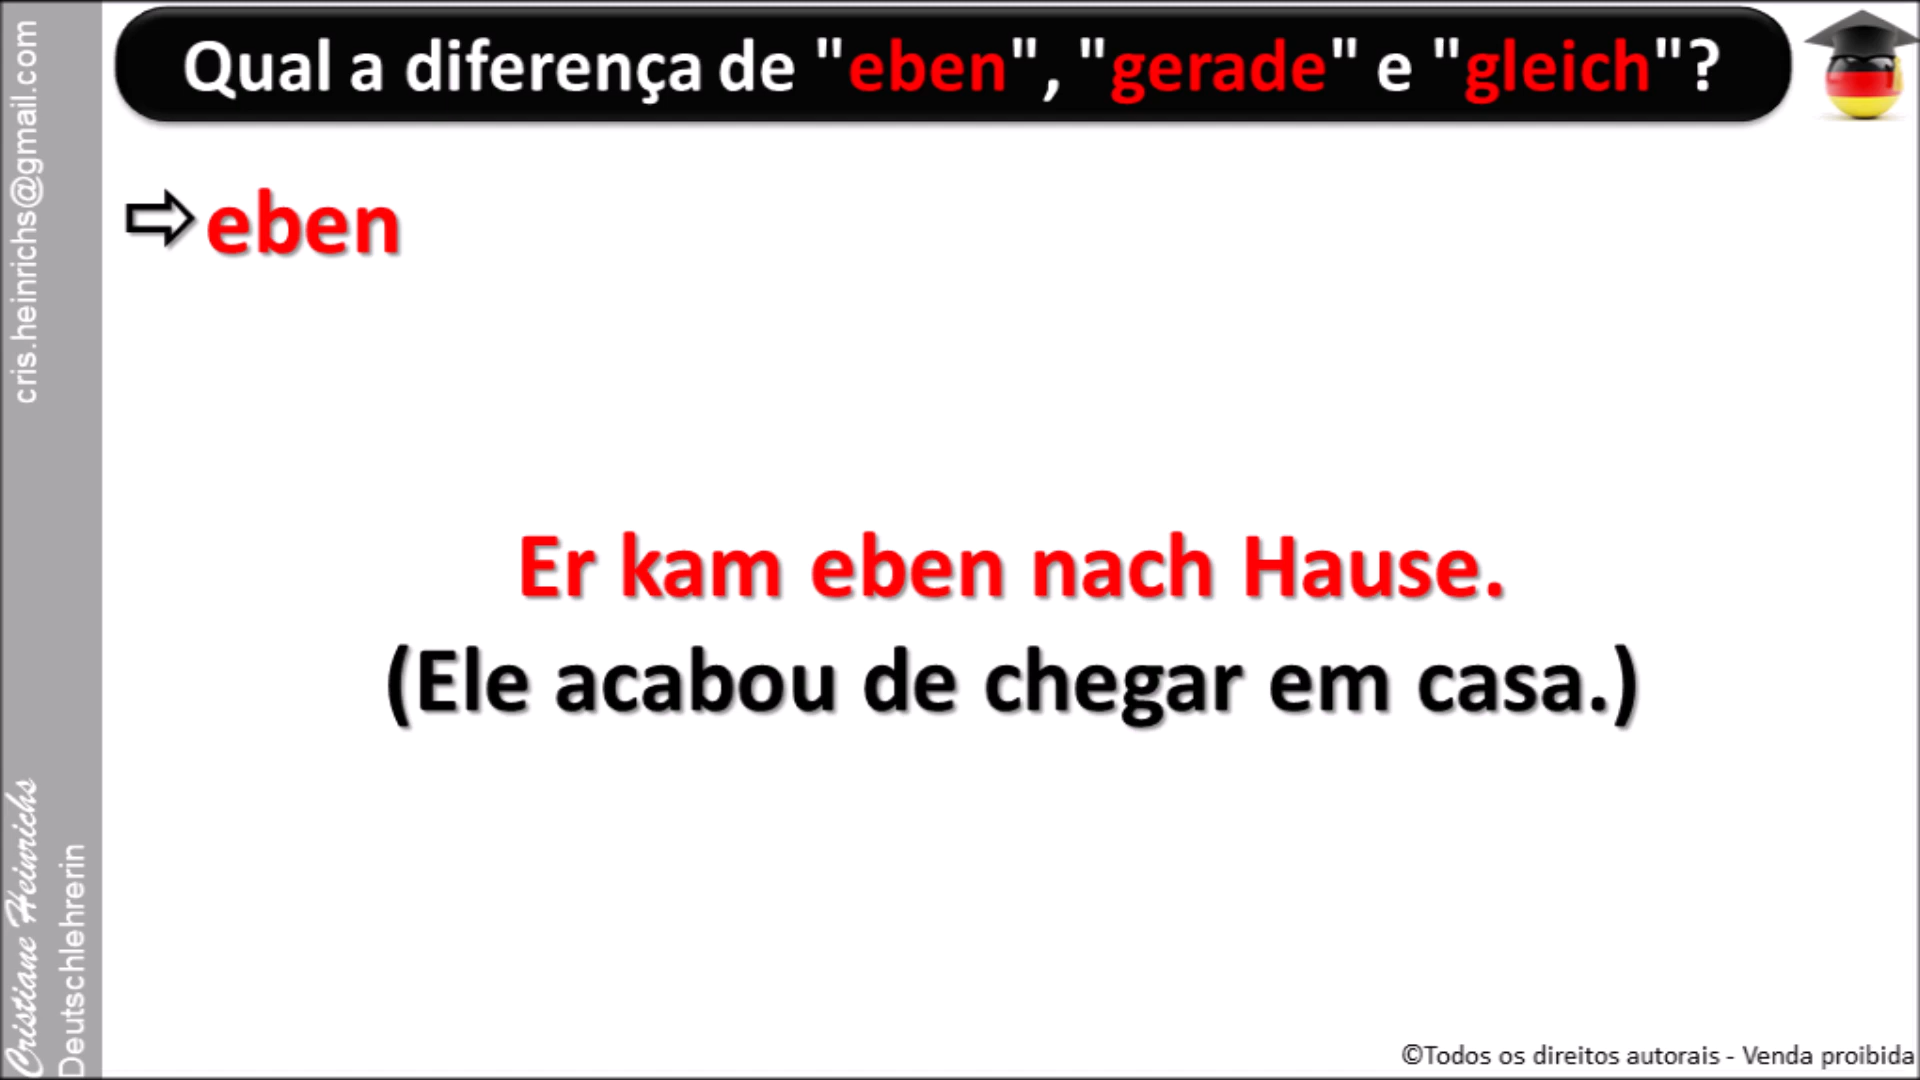 Qual a diferença de "eben", "gerade" e "gleich"?
cris.heinrichs@gmail.com
⇨eben
Er kam eben nach Hause.
(Ele acabou de chegar em casa.)
Cristiane Heinrichs
Deutschlehrerin
©Todos os direitos autorais - Venda proibida